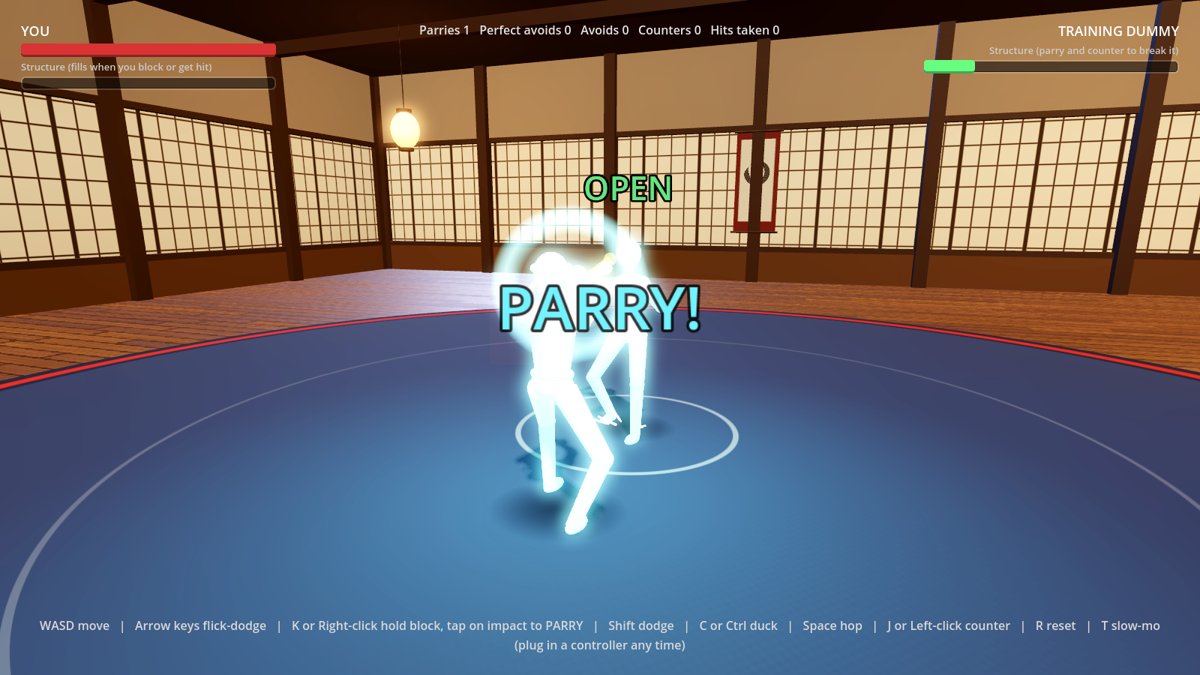 YOU
Parries 1 Perfect avoids 0 Avoids 0 Counters 0 Hits taken 0
TRAINING DUMMY
Structure (fills when you block or get hit)
Structure (parry and counter to break it)
OPEN
PARRY!
WASD move | Arrow keys flick-dodge | K or Right-click hold block, tap on impact to PARRY | Shift dodge | C or Ctrl duck | Space hop | J or Left-click counter | R reset | T slow-mo
(plug in a controller any time)